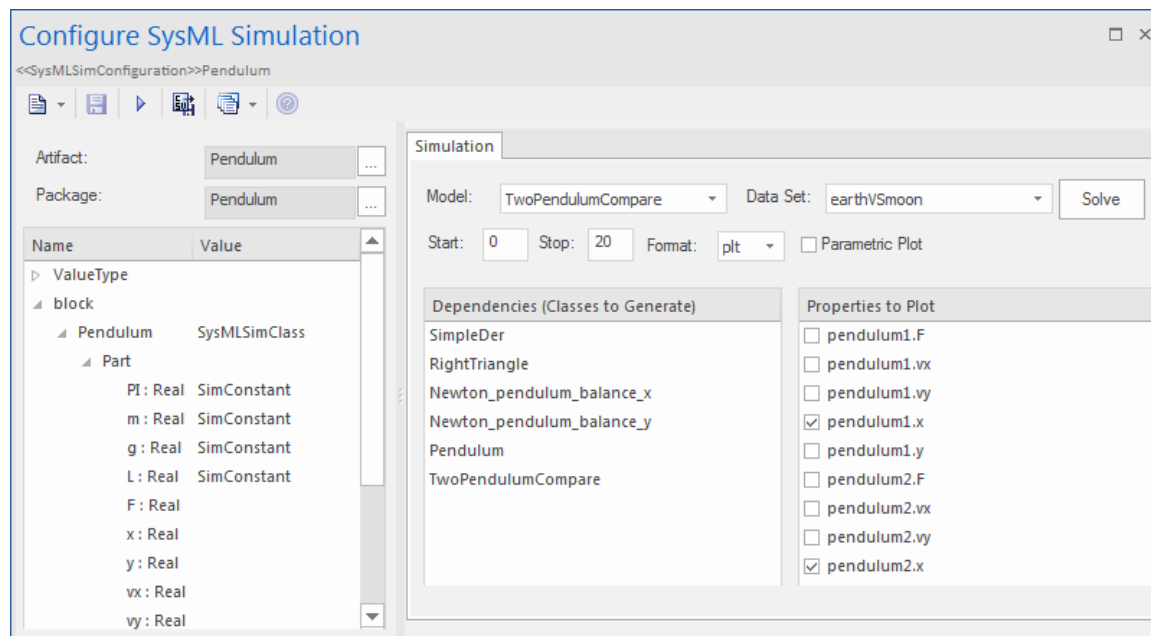 Configure SysML Simulation
<<SysMLSimConfiguration>>Pendulum
Artifact: Pendulum ...
Package: Pendulum ...
Name Value
ValueType
block
Pendulum SysMLSimClass
Part
PI : Real SimConstant
m : Real SimConstant
g : Real SimConstant
L : Real SimConstant
F : Real
x : Real
y : Real
vx : Real
vy : Real
Simulation
Model: TwoPendulumCompare Data Set: earthVSmoon Solve
Start: 0 Stop: 20 Format: plt Parametric Plot
Dependencies (Classes to Generate)
SimpleDer
RightTriangle
Newton_pendulum_balance_x
Newton_pendulum_balance_y
Pendulum
TwoPendulumCompare
Properties to Plot
pendulum1.F
pendulum1.vx
pendulum1.vy
pendulum1.x
pendulum1.y
pendulum2.F
pendulum2.vx
pendulum2.vy
pendulum2.x